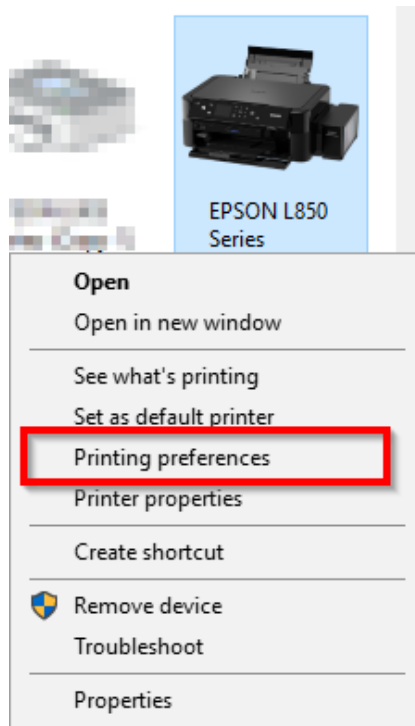 EPSON L850
Series
Open
Open in new window
See what's printing
Set as default printer
Printing preferences
Printer properties
Create shortcut
Remove device
Troubleshoot
Properties